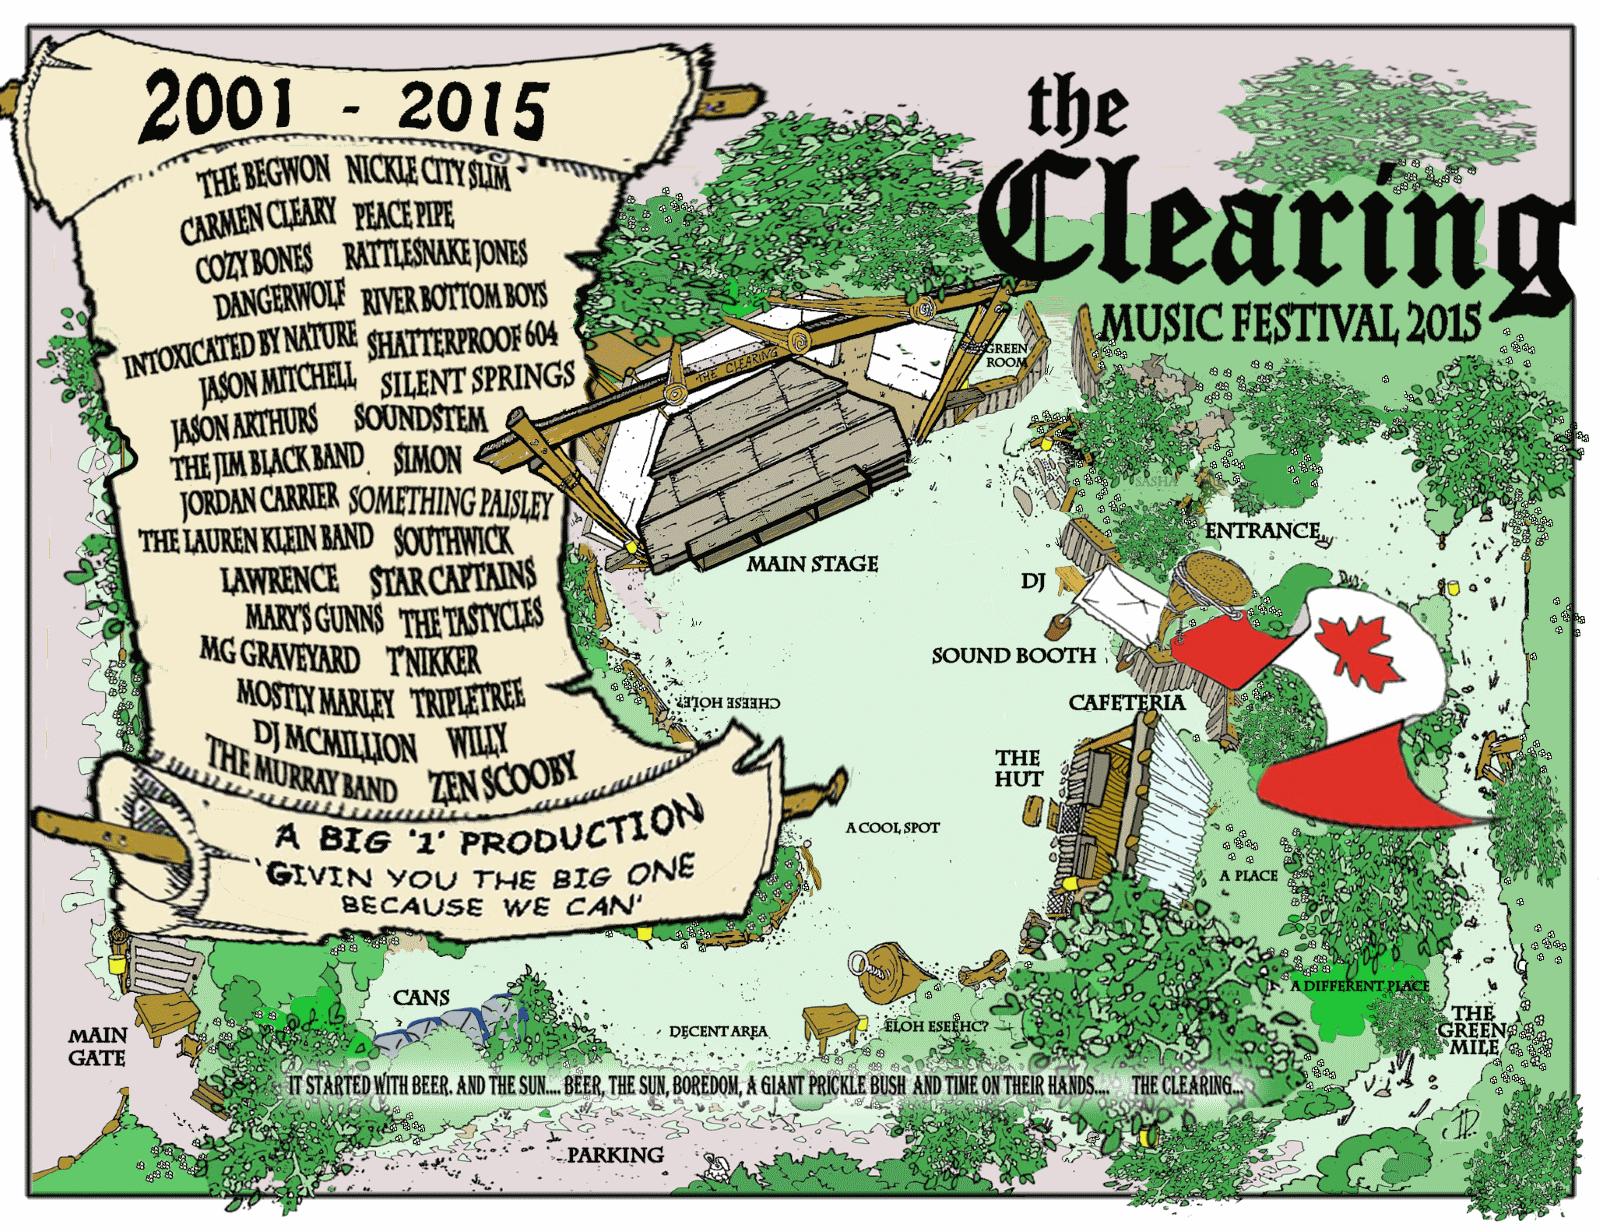 2001 - 2015
THE BEGWON NICKLE CITY SLIM
CARMEN CLEARY PEACE PIPE
COZY BONES RATTLESNAKE JONES
DANGERWOLF RIVER BOTTOM BOYS
INTOXICATED BY NATURE SHATTERPROOF 604
JASON MITCHELL SILENT SPRINGS
JASON ARTHURS SOUNDSTEM
THE JIM BLACK BAND SIMON
JORDAN CARRIER SOMETHING PAISLEY
THE LAUREN KLEIN BAND SOUTHWICK
LAWRENCE STAR CAPTAINS
MARY'S GUNNS THE TASTYCLES
MG GRAVEYARD T'NIKKER
MOSTLY MARLEY TRIPLETREE
DJ MCMILLION WILLY
THE MURRAY BAND ZEN SCOOBY
A BIG '1' PRODUCTION
'GIVIN YOU THE BIG ONE
BECAUSE WE CAN'
the
Clearing
MUSIC FESTIVAL 2015
THE CLEARING
GREEN
ROOM
SASHA
ENTRANCE
MAIN STAGE
DJ
SOUND BOOTH
CAFETERIA
CHEESE HOLE?
THE
HUT
A COOL SPOT
A PLACE
A DIFFERENT PLACE
CANS
MAIN
GATE
DECENT AREA
ELOH ESEEHC?
THE
GREEN
MILE
IT STARTED WITH BEER. AND THE SUN.... BEER, THE SUN, BOREDOM, A GIANT PRICKLE BUSH AND TIME ON THEIR HANDS.... THE CLEARING...
PARKING